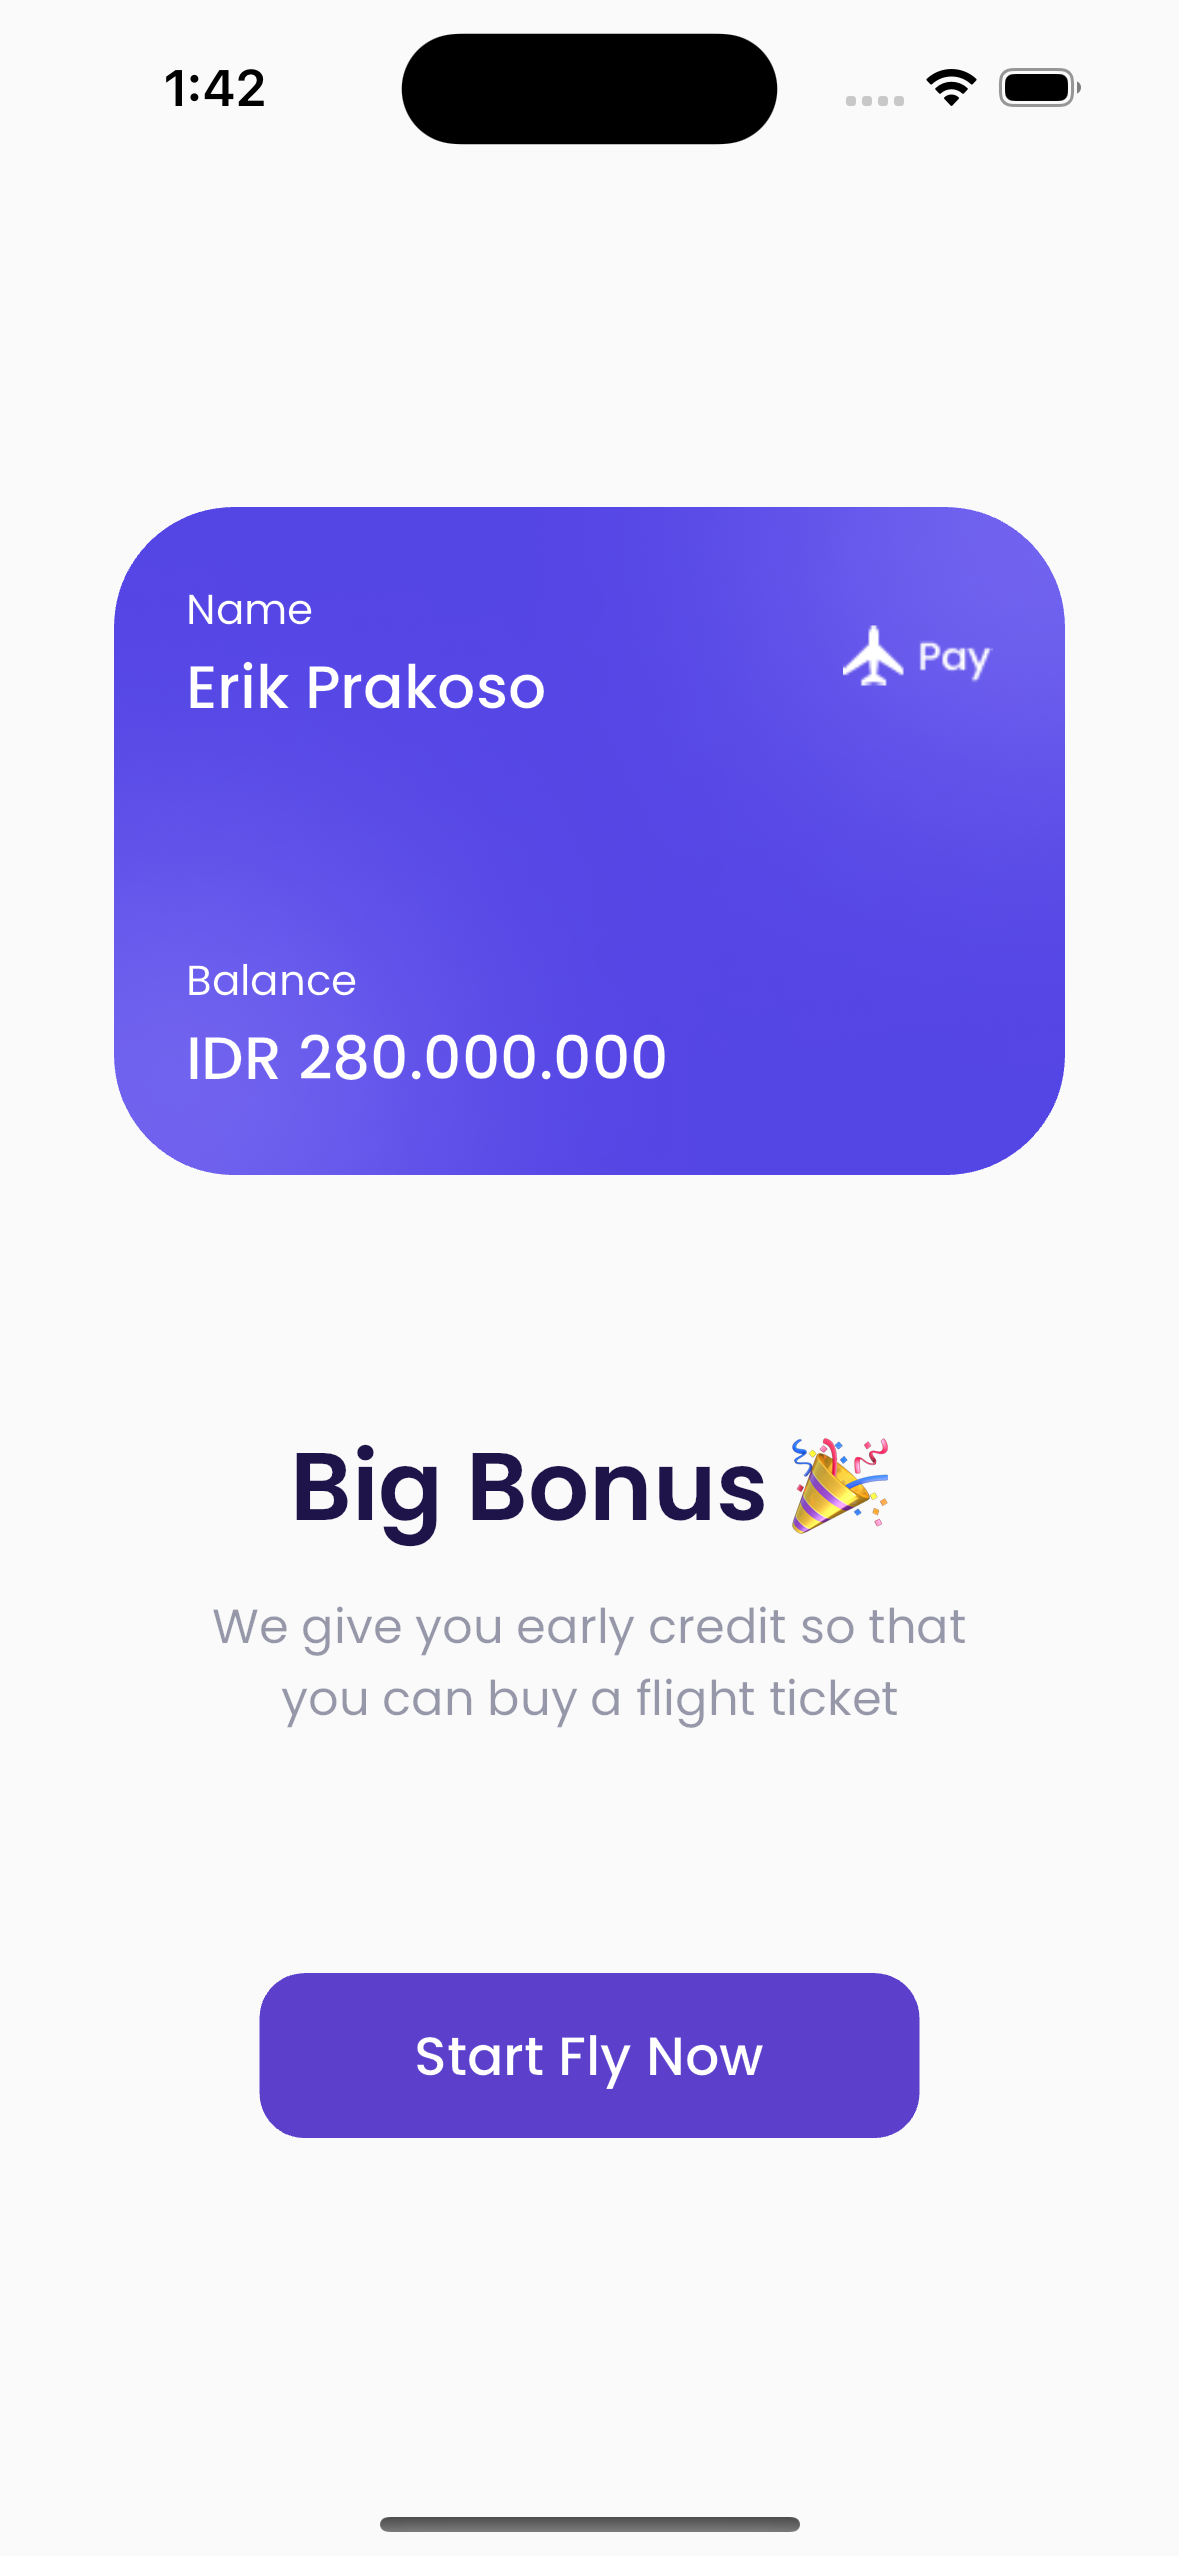 1:42
Name
Erik Prakoso
Pay
Balance
IDR 280.000.000
Big Bonus 🎉
We give you early credit so that
you can buy a flight ticket
Start Fly Now